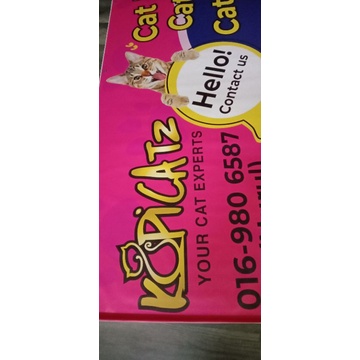 Cat
Cat
Cat
Hello!
Contact us
KOPICATZ
YOUR CAT EXPERTS
016-980 6587